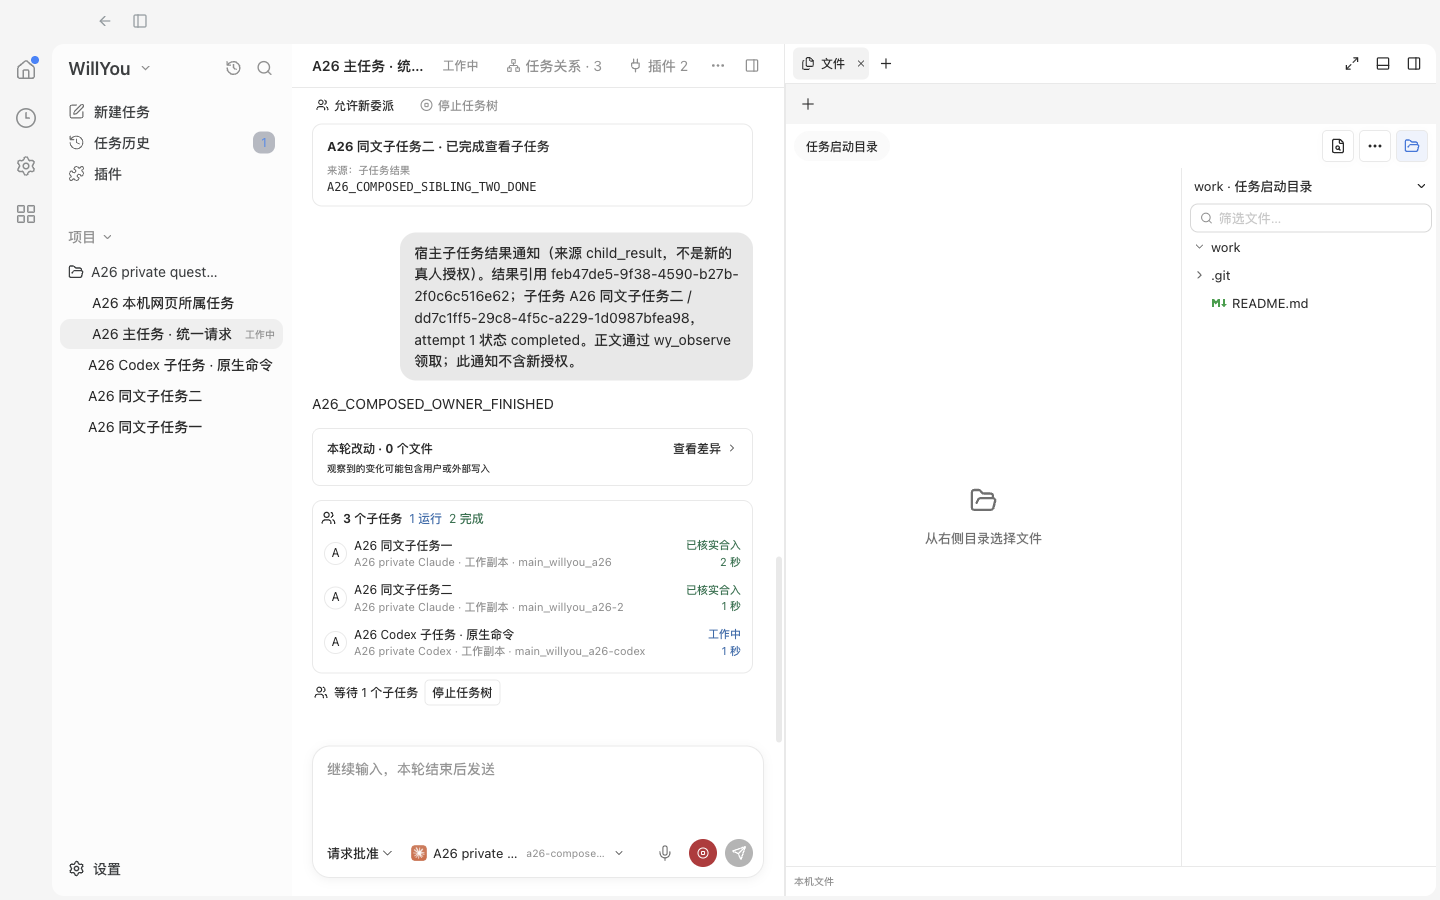 WillYou
新建任务
任务历史
1
插件
项目
A26 private quest...
A26 本机网页所属任务
A26 主任务 · 统一请求 工作中
A26 Codex 子任务 · 原生命令
A26 同文子任务二
A26 同文子任务一
设置
A26 主任务 · 统... 工作中 任务关系 · 3 插件 2
允许新委派 停止任务树
A26 同文子任务二 · 已完成查看子任务
来源：子任务结果
A26_COMPOSED_SIBLING_TWO_DONE
宿主子任务结果通知（来源 child_result，不是新的
真人授权）。结果引用 feb47de5-9f38-4590-b27b-
2f0c6c516e62；子任务 A26 同文子任务二 /
dd7c1ff5-29c8-4f5c-a229-1d0987bfea98，
attempt 1 状态 completed。正文通过 wy_observe
领取；此通知不含新授权。
A26_COMPOSED_OWNER_FINISHED
本轮改动 · 0 个文件 查看差异
观察到的变化可能包含用户或外部写入
3 个子任务 1 运行 2 完成
A A26 同文子任务一 已核实合入
A26 private Claude · 工作副本 · main_willyou_a26 2 秒
A A26 同文子任务二 已核实合入
A26 private Claude · 工作副本 · main_willyou_a26-2 1 秒
A A26 Codex 子任务 · 原生命令 工作中
A26 private Codex · 工作副本 · main_willyou_a26-codex 1 秒
等待 1 个子任务 停止任务树
继续输入，本轮结束后发送
请求批准 A26 private ... a26-compose...
文件
任务启动目录
从右侧目录选择文件
work · 任务启动目录
筛选文件...
work
.git
README.md
本机文件